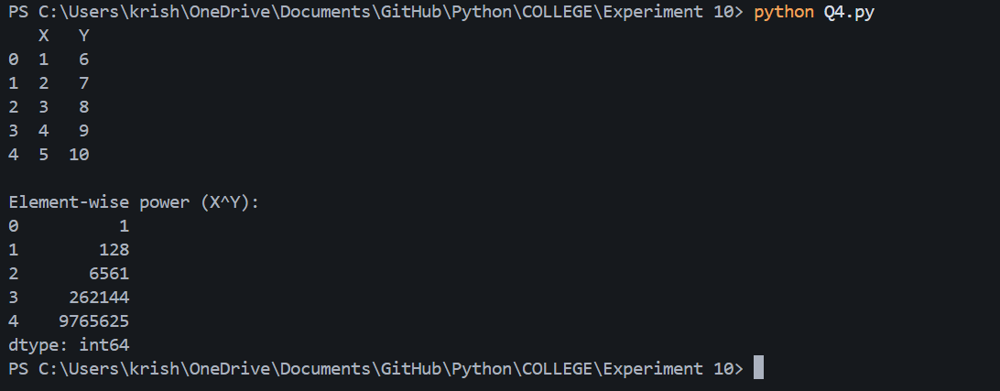 PS C:\Users\krish\OneDrive\Documents\GitHub\Python\COLLEGE\Experiment 10> python Q4.py
   X   Y
0  1   6
1  2   7
2  3   8
3  4   9
4  5  10

Element-wise power (X^Y):
0          1
1        128
2       6561
3     262144
4    9765625
dtype: int64
PS C:\Users\krish\OneDrive\Documents\GitHub\Python\COLLEGE\Experiment 10>